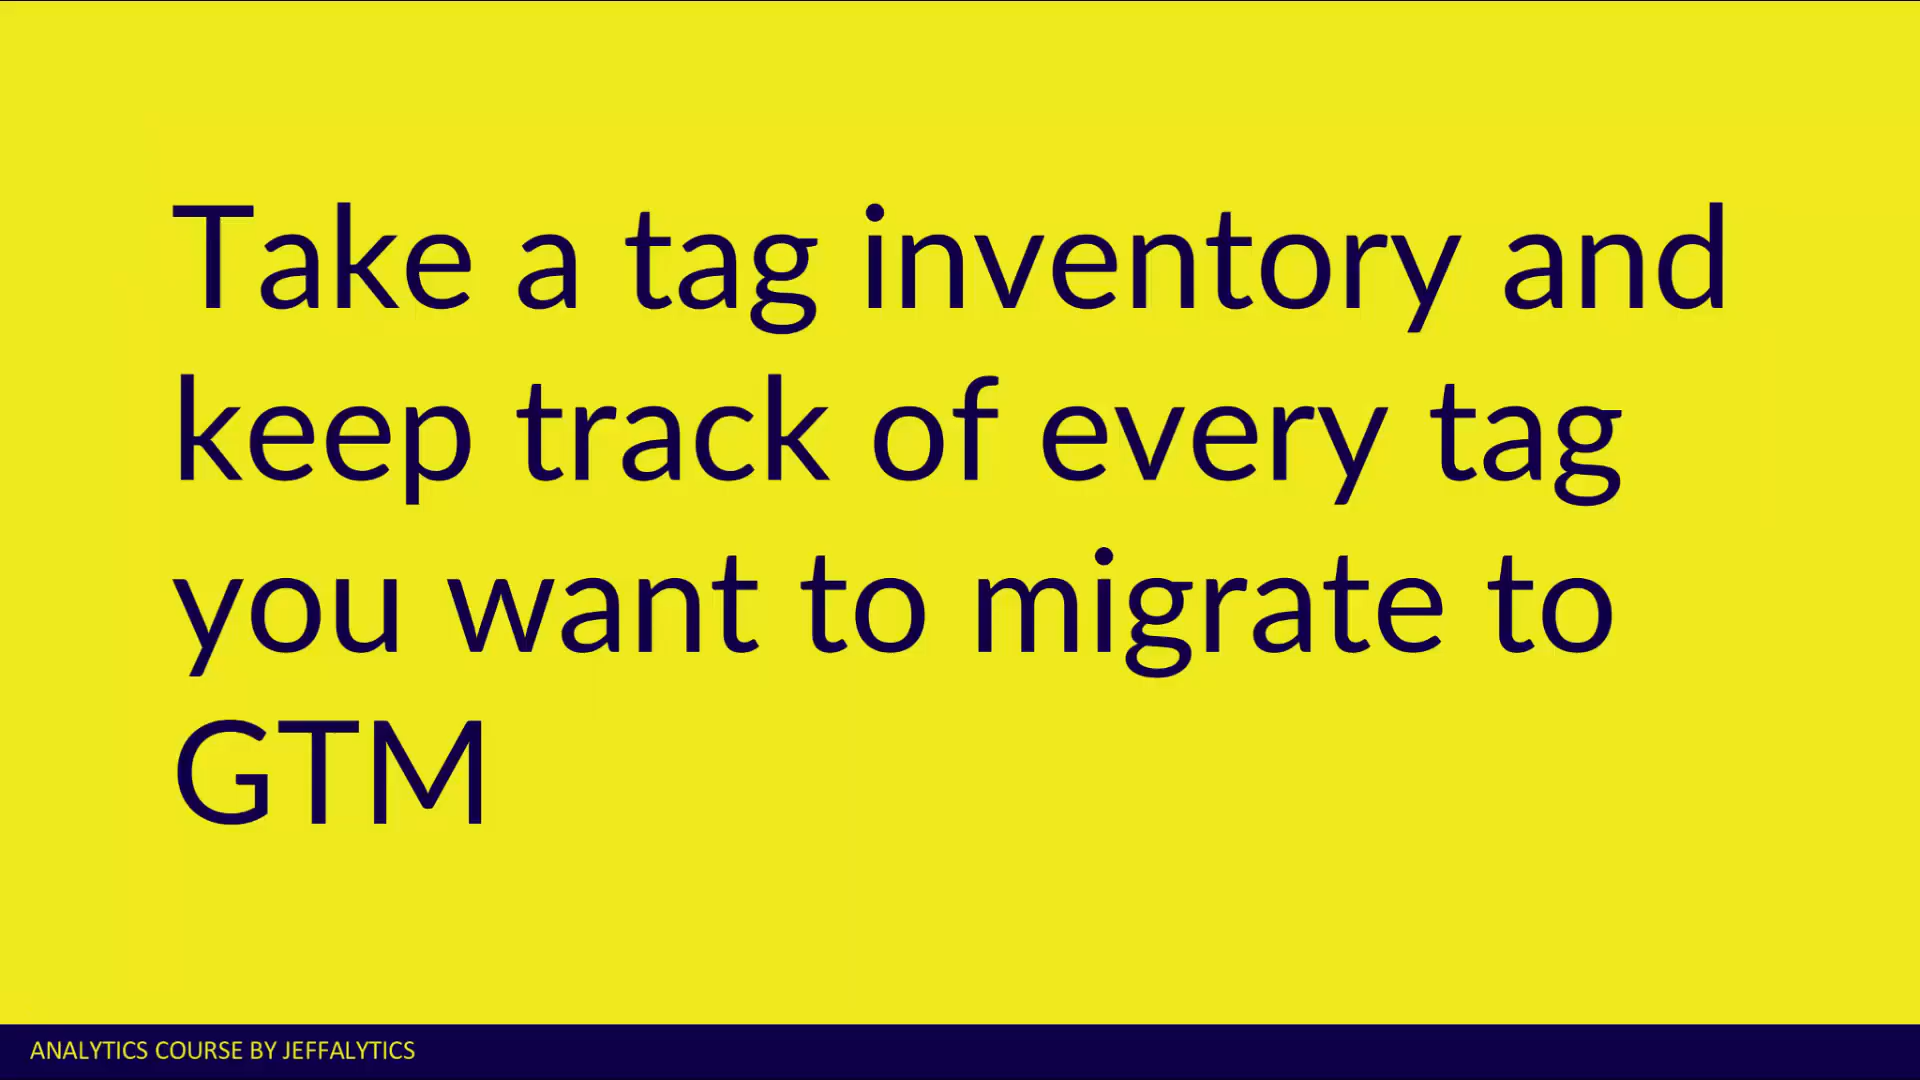 Take a tag inventory and
keep track of every tag
you want to migrate to
GTM
ANALYTICS COURSE BY JEFFALYTICS